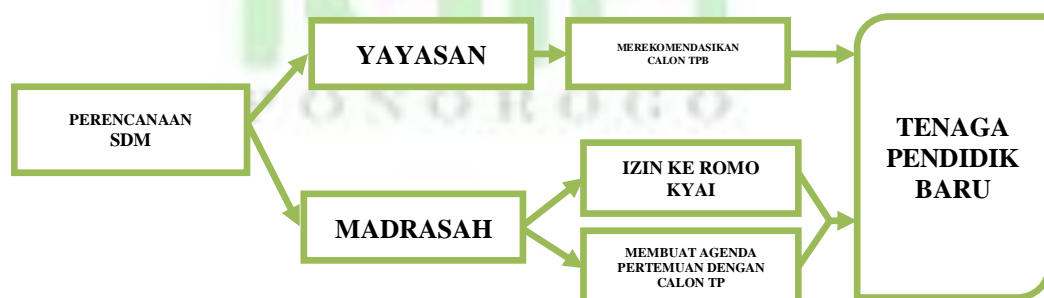 YAYASAN
MEREKOMENDASIKAN
CALON TPB
PONOROGO
PERENCANAAN
SDM
TENAGA
PENDIDIK
BARU
IZIN KE ROMO
KYAI
MADRASAH
MEMBUAT AGENDA
PERTEMUAN DENGAN
CALON TP